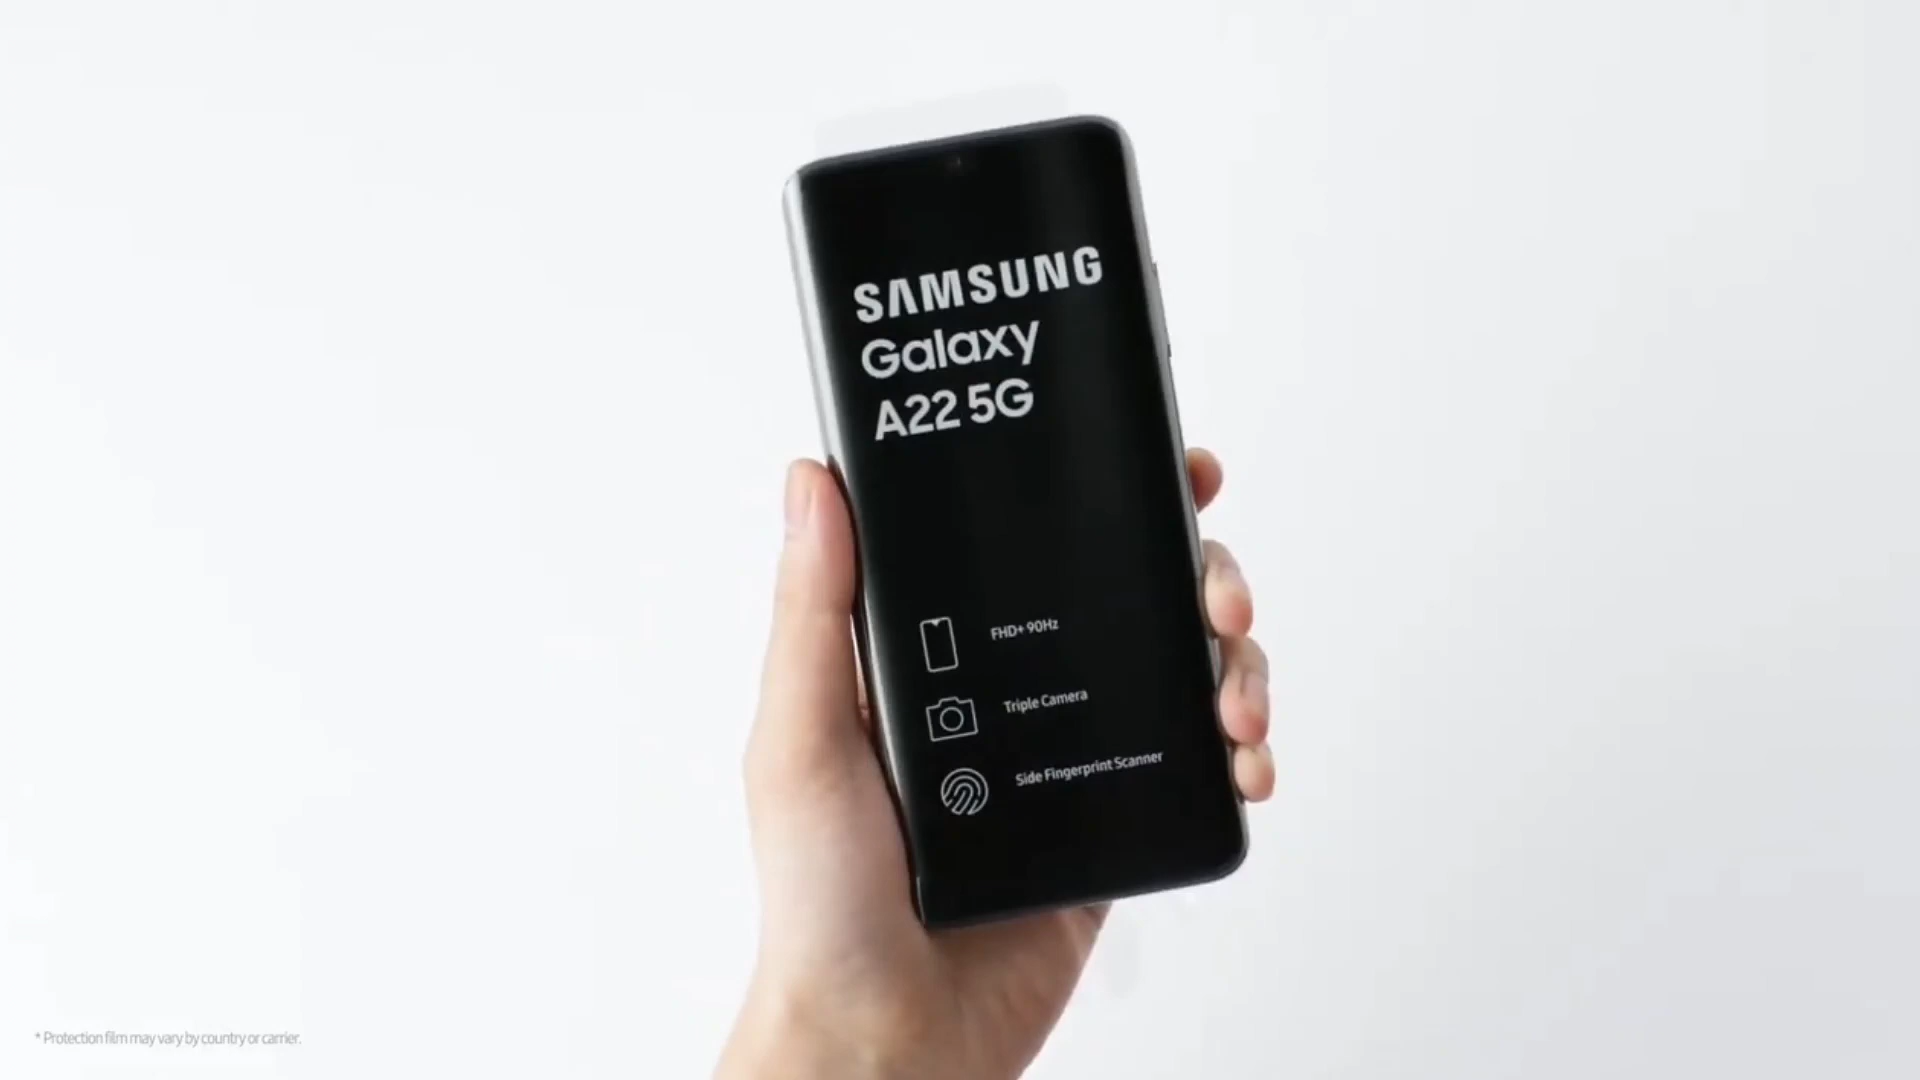 SAMSUNG
Galaxy
A22 5G
FHD+ 90Hz
Triple Camera
Side Fingerprint Scanner
* Protection film may vary by country or carrier.